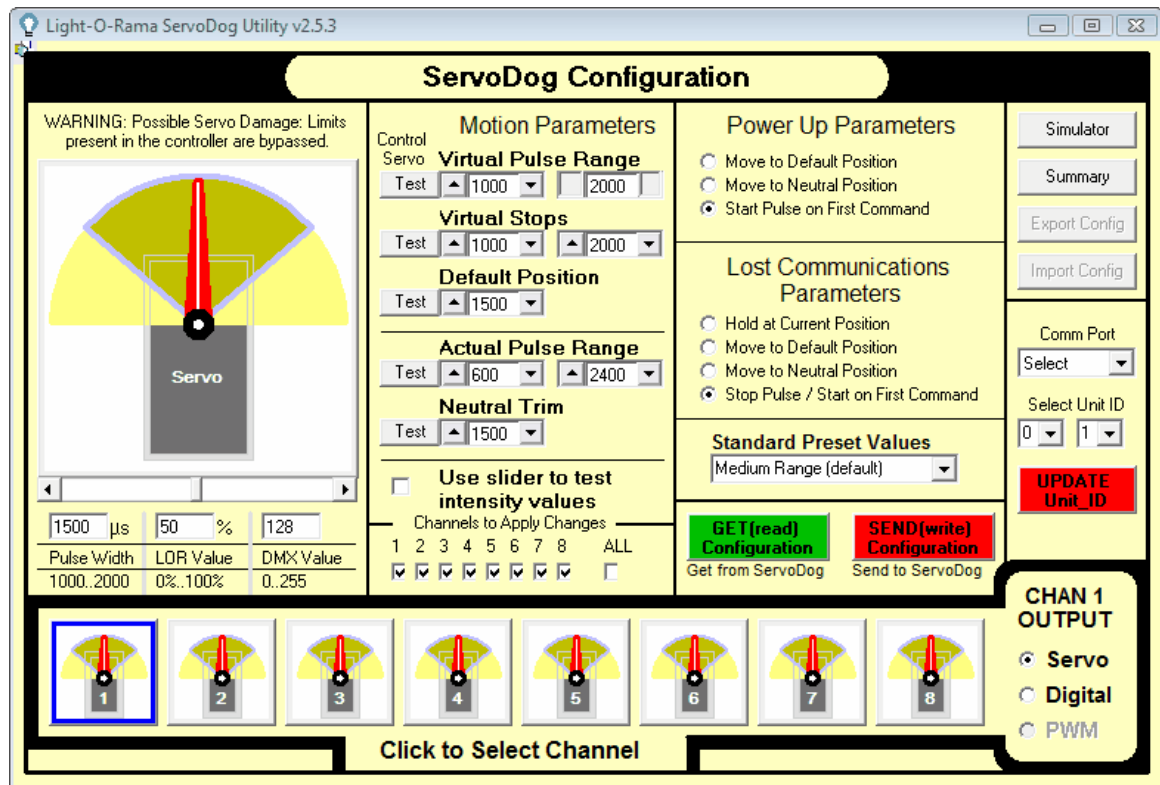 Light-O-Rama ServoDog Utility v2.5.3
ServoDog Configuration
WARNING: Possible Servo Damage: Limits
present in the controller are bypassed.
Servo
1500 µs
50 %
128
Pulse Width
LOR Value
DMX Value
1000..2000
0%..100%
0..255
Motion Parameters
Control
Servo
Virtual Pulse Range
Test
1000
2000
Virtual Stops
Test
1000
2000
Default Position
Test
1500
Actual Pulse Range
Test
600
2400
Neutral Trim
Test
1500
Use slider to test
intensity values
Channels to Apply Changes
1 2 3 4 5 6 7 8 ALL
Power Up Parameters
Move to Default Position
Move to Neutral Position
Start Pulse on First Command
Lost Communications
Parameters
Hold at Current Position
Move to Default Position
Move to Neutral Position
Stop Pulse / Start on First Command
Standard Preset Values
Medium Range (default)
GET(read)
Configuration
Get from ServoDog
SEND(write)
Configuration
Send to ServoDog
Simulator
Summary
Export Config
Import Config
Comm Port
Select
Select Unit ID
0
1
UPDATE
Unit_ID
1
2
3
4
5
6
7
8
Click to Select Channel
CHAN 1
OUTPUT
Servo
Digital
PWM